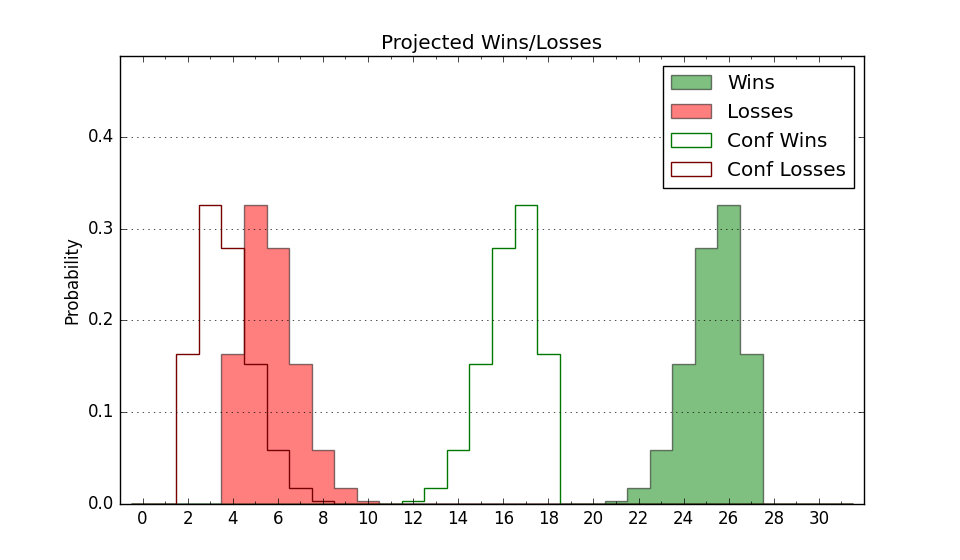 Projected Wins/Losses
Wins
Losses
Conf Wins
Conf Losses
Probability
0.4
0.3
0.2
0.1
0.0
0 2 4 6 8 10 12 14 16 18 20 22 24 26 28 30